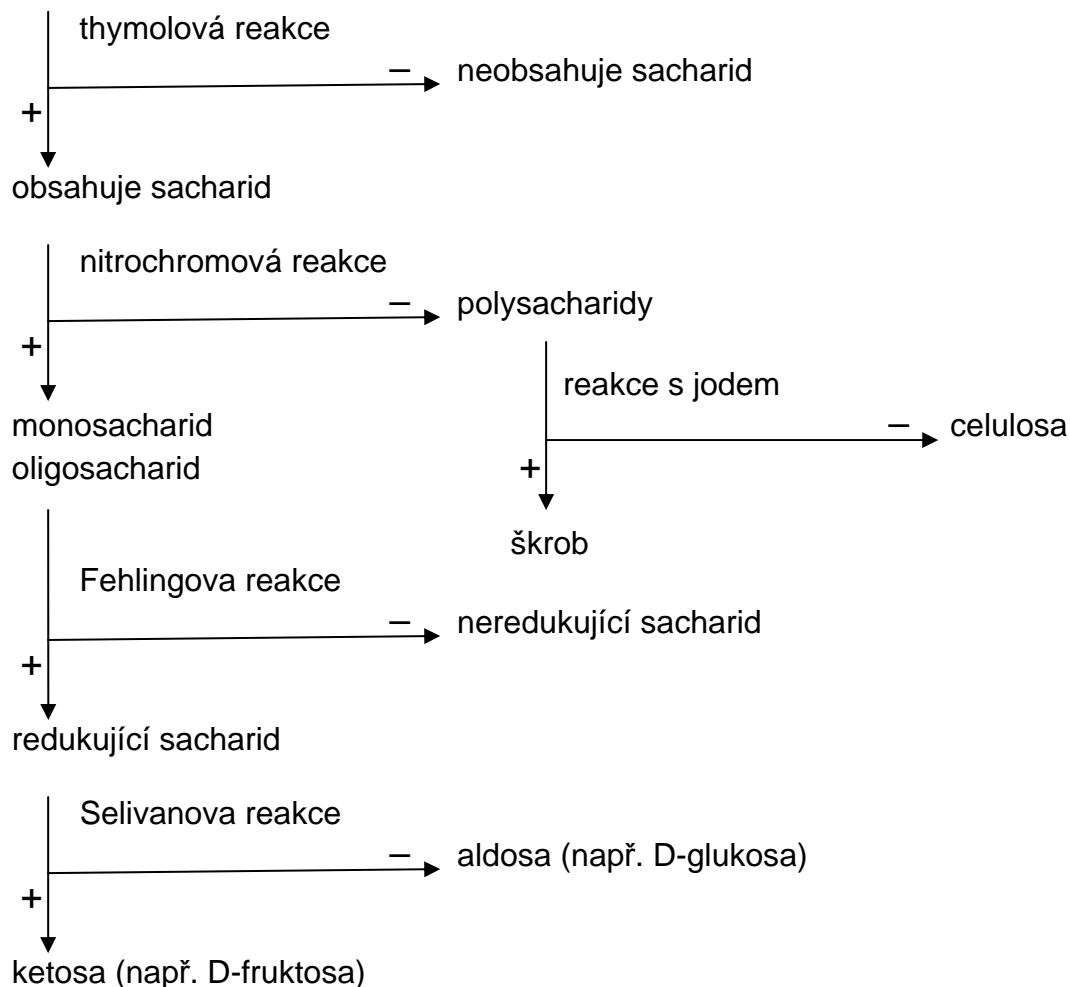 thymolová reakce
– neobsahuje sacharid
+
obsahuje sacharid
nitrochromová reakce
– polysacharidy
+
reakce s jodem
monosacharid
– celulosa
oligosacharid
+
škrob
Fehlingova reakce
– neredukující sacharid
+
redukující sacharid
Selivanova reakce
– aldosa (např. D-glukosa)
+
ketosa (např. D-fruktosa)